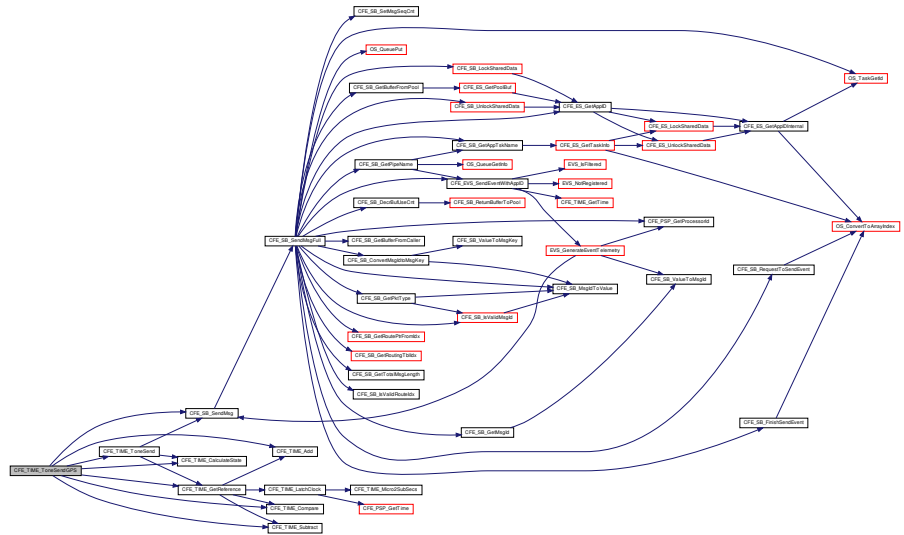 CFE_SB_SetMsgSeqCnt
OS_QueuePut
OS_TaskGetId
CFE_SB_LockSharedData
CFE_SB_GetBufferFromPool
CFE_ES_GetPoolBuf
CFE_SB_UnlockSharedData
CFE_ES_GetAppID
CFE_ES_LockSharedData
CFE_ES_GetAppIDInternal
CFE_SB_GetAppTskName
CFE_ES_GetTaskInfo
CFE_ES_UnlockSharedData
CFE_SB_GetPipeName
OS_QueueGetInfo
EVS_IsFiltered
CFE_EVS_SendEventWithAppID
EVS_NotRegistered
CFE_SB_DecrBufUseCnt
CFE_SB_ReturnBufferToPool
CFE_TIME_GetTime
CFE_PSP_GetProcessorId
OS_ConvertToArrayIndex
CFE_SB_SendMsgFull
CFE_SB_GetBufferFromCaller
CFE_SB_ValueToMsgKey
EVS_GenerateEventTelemetry
CFE_SB_ConvertMsgIdtoMsgKey
CFE_SB_RequestToSendEvent
CFE_SB_ValueToMsgId
CFE_SB_MsgIdToValue
CFE_SB_GetPktType
CFE_SB_IsValidMsgId
CFE_SB_GetRoutePtrFromIdx
CFE_SB_GetRoutingTblIdx
CFE_SB_GetTotalMsgLength
CFE_SB_IsValidRouteIdx
CFE_SB_SendMsg
CFE_SB_FinishSendEvent
CFE_SB_GetMsgId
CFE_TIME_ToneSend
CFE_TIME_Add
CFE_TIME_CalculateState
CFE_TIME_ToneSendGPS
CFE_TIME_GetReference
CFE_TIME_LatchClock
CFE_TIME_Micro2SubSecs
CFE_TIME_Compare
CFE_PSP_GetTime
CFE_TIME_Subtract